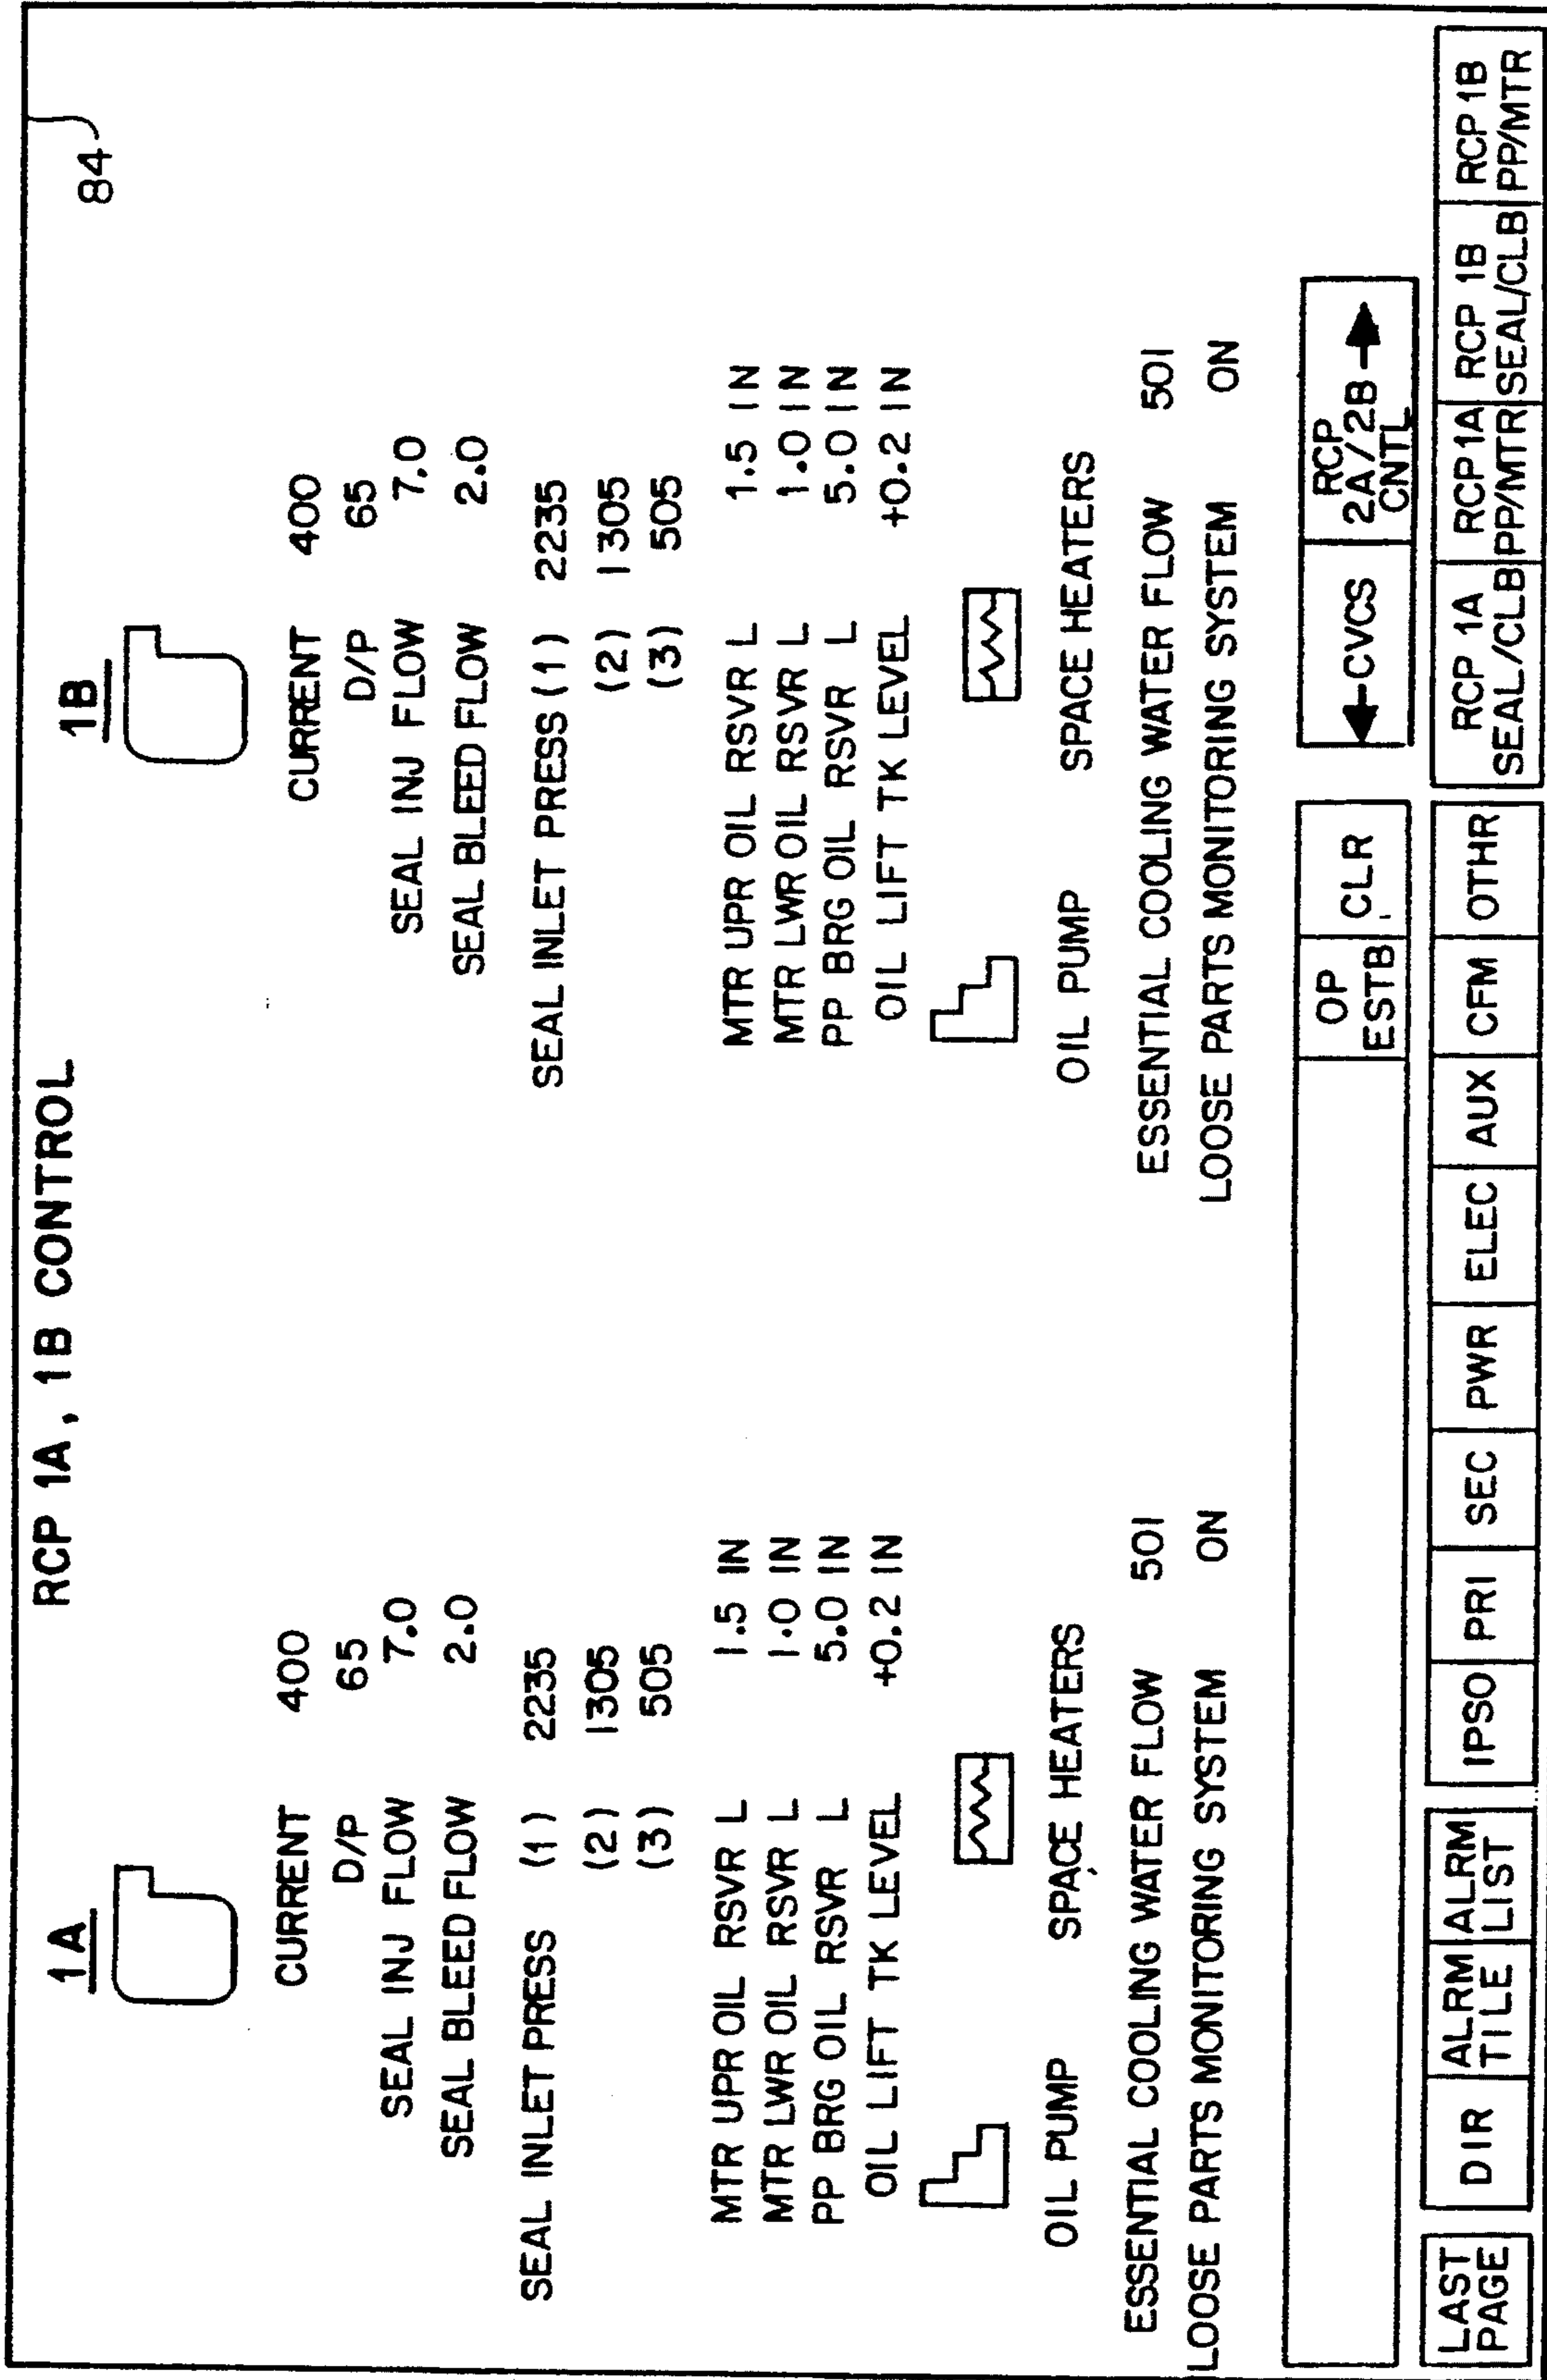 RCP 1A, 1B CONTROL
84
1A
CURRENT 400
D/P 65
SEAL INJ FLOW 7.0
SEAL BLEED FLOW 2.0
SEAL INLET PRESS (1) 2235
(2) 1305
(3) 505
MTR UPR OIL RSVR L 1.5 IN
MTR LWR OIL RSVR L 1.0 IN
PP BRG OIL RSVR L 5.0 IN
OIL LIFT TK LEVEL +0.2 IN
OIL PUMP SPACE HEATERS
ESSENTIAL COOLING WATER FLOW 501
LOOSE PARTS MONITORING SYSTEM ON
1B
CURRENT 400
D/P 65
SEAL INJ FLOW 7.0
SEAL BLEED FLOW 2.0
SEAL INLET PRESS (1) 2235
(2) 1305
(3) 505
MTR UPR OIL RSVR L 1.5 IN
MTR LWR OIL RSVR L 1.0 IN
PP BRG OIL RSVR L 5.0 IN
OIL LIFT TK LEVEL +0.2 IN
OIL PUMP SPACE HEATERS
ESSENTIAL COOLING WATER FLOW 501
LOOSE PARTS MONITORING SYSTEM ON
OP
ESTB
CLR
CVCS
RCP
2A/2B
CNTL
LAST
PAGE
DIR
ALRM
TILE
ALRM
LIST
IPSO
PRI
SEC
PWR
ELEC
AUX
CFM
OTHR
RCP 1A
SEAL/CLB
RCP 1A
PP/MTR
RCP 1B
SEAL/CLB
RCP 1B
PP/MTR